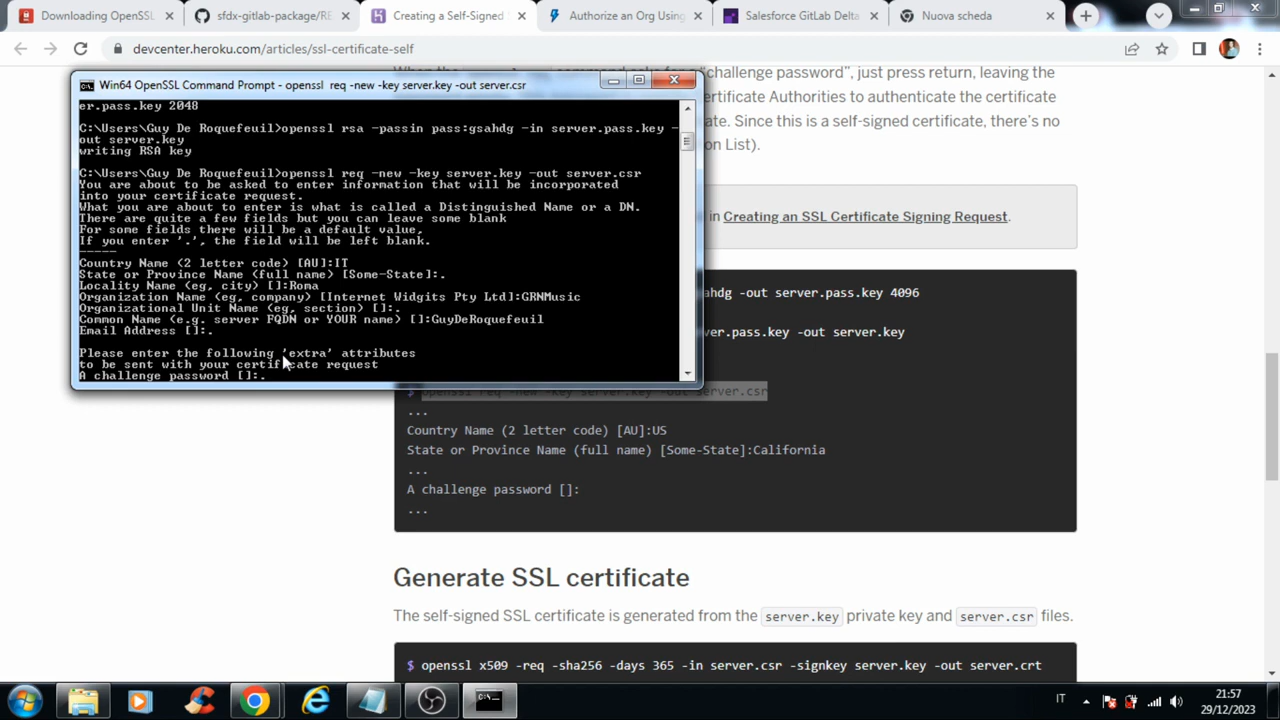 Downloading OpenSSL
sfdx-gitlab-package/RE
Creating a Self-Signed
Authorize an Org Using
Salesforce GitLab Delta
Nuova scheda
devcenter.heroku.com/articles/ssl-certificate-self
"challenge password", just press return, leaving the
ertificate Authorities to authenticate the certificate
. Since this is a self-signed certificate, there's no
on List).
in Creating an SSL Certificate Signing Request.
Win64 OpenSSL Command Prompt - openssl req -new -key server.key -out server.csr
er.pass.key 2048
C:\Users\Guy De Roquefeuil>openssl rsa -passin pass:gsahdg -in server.pass.key -
out server.key
writing RSA key
C:\Users\Guy De Roquefeuil>openssl req -new -key server.key -out server.csr
You are about to be asked to enter information that will be incorporated
into your certificate request.
What you are about to enter is what is called a Distinguished Name or a DN.
There are quite a few fields but you can leave some blank
For some fields there will be a default value,
If you enter '.', the field will be left blank.
-----
Country Name (2 letter code) [AU]:IT
State or Province Name (full name) [Some-State]:.
Locality Name (eg, city) []:Roma
Organization Name (eg, company) [Internet Widgits Pty Ltd]:GRNMusic
Organizational Unit Name (eg, section) []:.
Common Name (e.g. server FQDN or YOUR name) []:GuyDeRoquefeuil
Email Address []:.
Please enter the following 'extra' attributes
to be sent with your certificate request
A challenge password []:.
ahdg -out server.pass.key 4096
.pass.key -out server.key
$ openssl req -new -key server.key -out server.csr
...
Country Name (2 letter code) [AU]:US
State or Province Name (full name) [Some-State]:California
...
A challenge password []:
...
Generate SSL certificate
The self-signed SSL certificate is generated from the server.key private key and server.csr files.
$ openssl x509 -req -sha256 -days 365 -in server.csr -signkey server.key -out server.crt
IT
21:57
29/12/2023